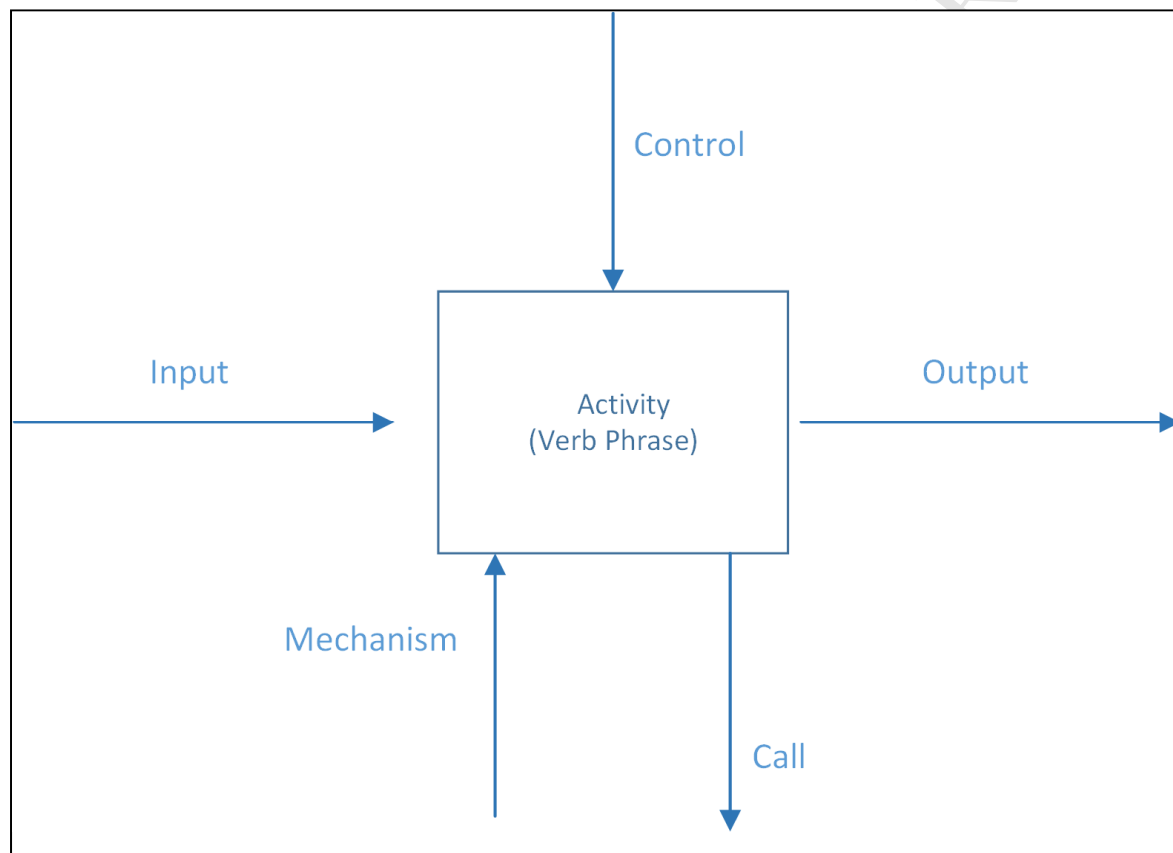 Control
Input
Output
Activity
(Verb Phrase)
Mechanism
Call